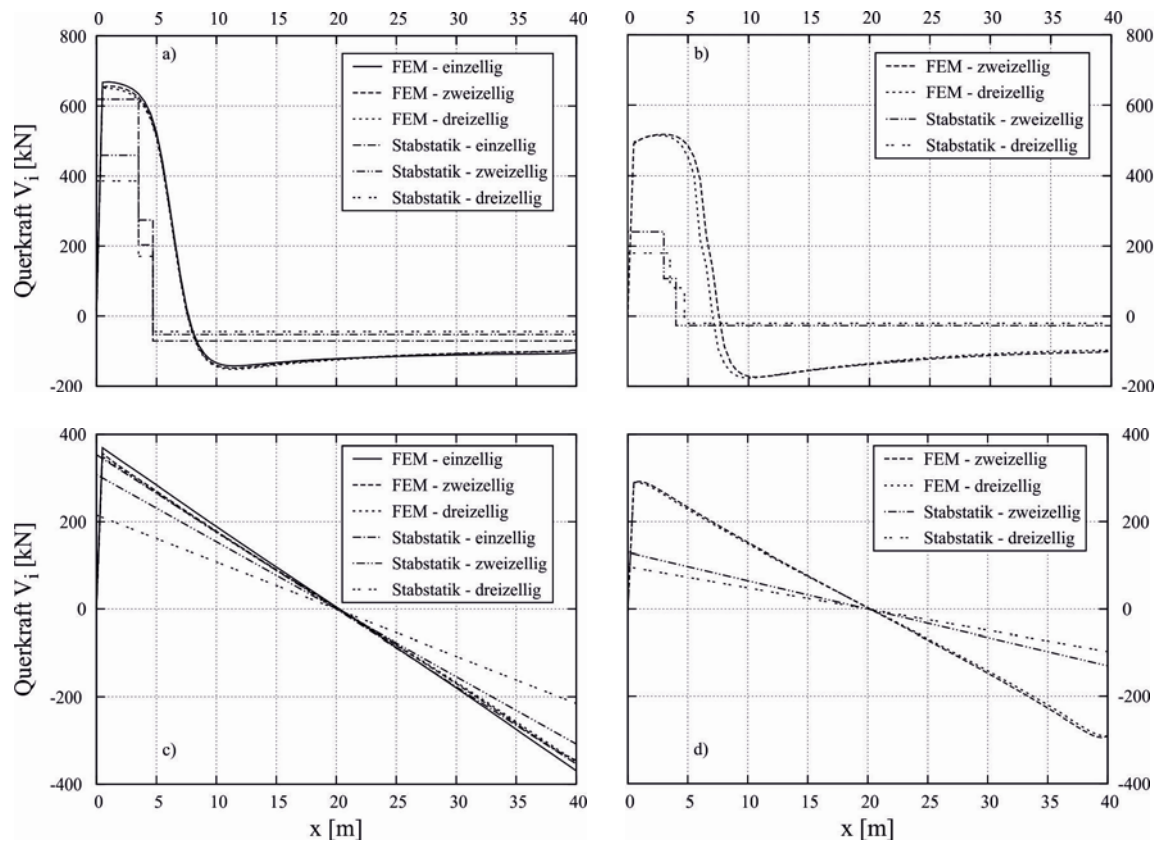 0 5 10 15 20 25 30 35 40
800
600
400
200
0
-200
Querkraft Vi [kN]
a)
FEM - einzellig
FEM - zweizellig
FEM - dreizellig
Stabstatik - einzellig
Stabstatik - zweizellig
Stabstatik - dreizellig
0 5 10 15 20 25 30 35 40
b)
FEM - zweizellig
FEM - dreizellig
Stabstatik - zweizellig
Stabstatik - dreizellig
800
600
400
200
0
-200
400
200
0
-200
-400
Querkraft Vi [kN]
FEM - einzellig
FEM - zweizellig
FEM - dreizellig
Stabstatik - einzellig
Stabstatik - zweizellig
Stabstatik - dreizellig
c)
0 5 10 15 20 25 30 35 40
x [m]
FEM - zweizellig
FEM - dreizellig
Stabstatik - zweizellig
Stabstatik - dreizellig
d)
400
200
0
-200
-400
0 5 10 15 20 25 30 35 40
x [m]